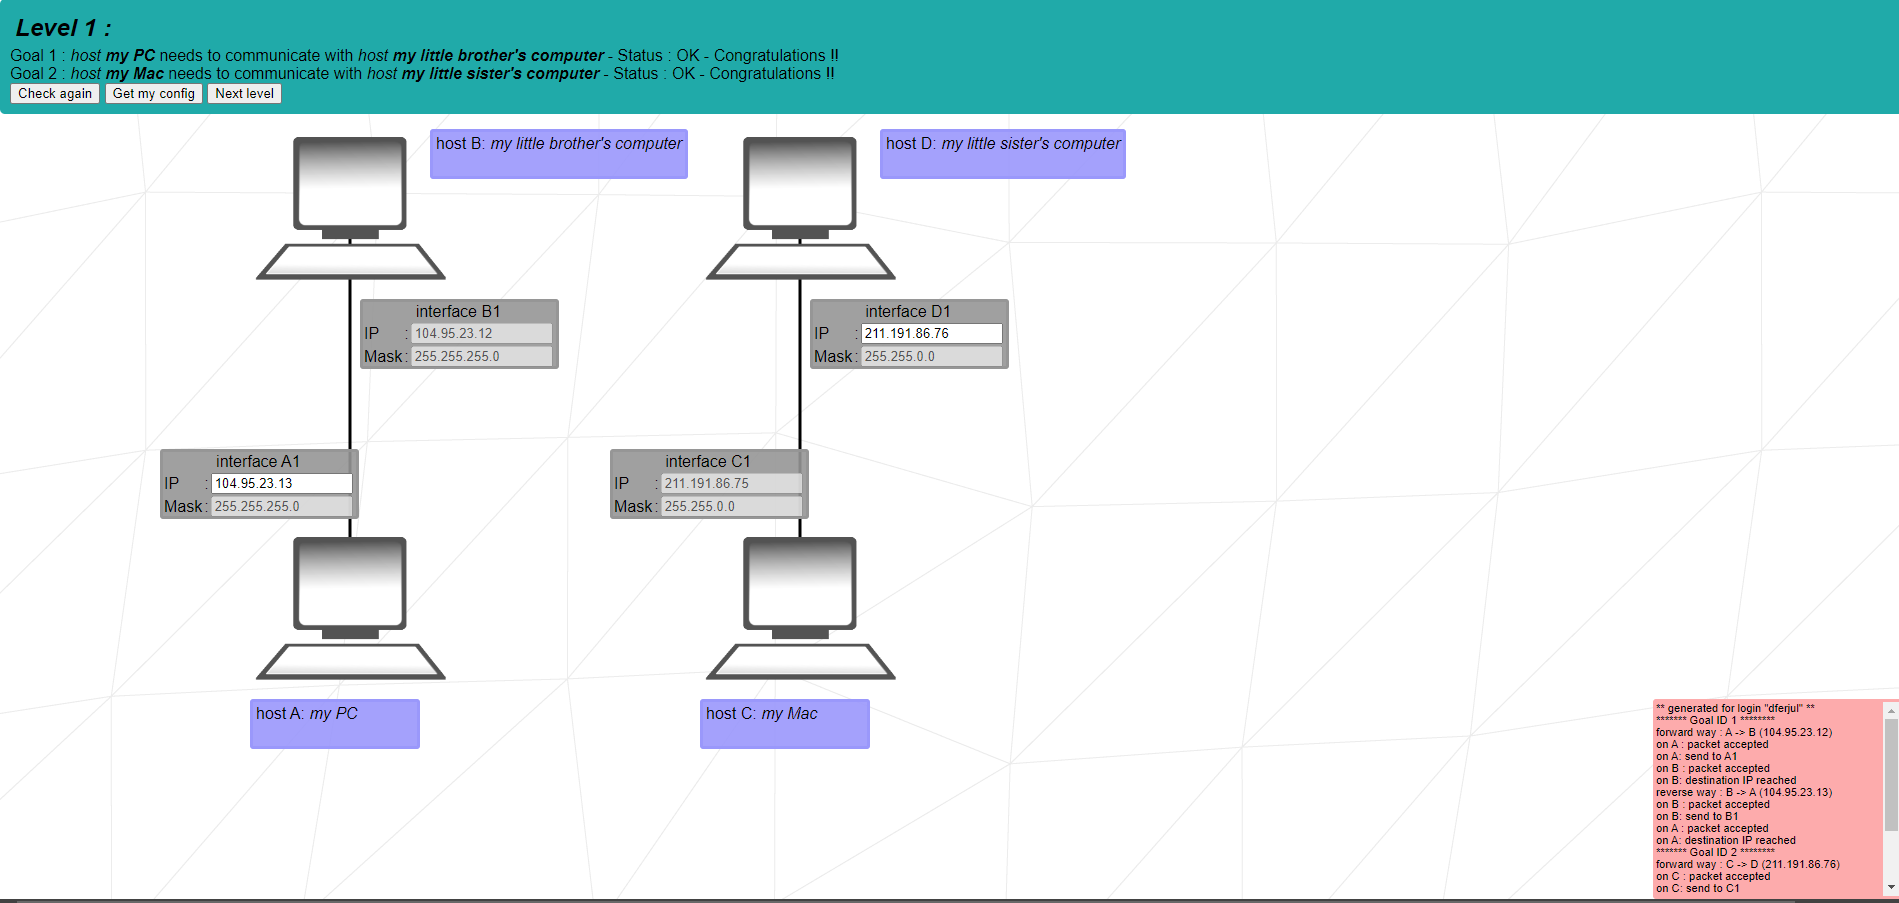 Level 1 :
Goal 1 : host my PC needs to communicate with host my little brother's computer - Status : OK - Congratulations !!
Goal 2 : host my Mac needs to communicate with host my little sister's computer - Status : OK - Congratulations !!
Check again Get my config Next level
host B: my little brother's computer
host D: my little sister's computer
interface B1
IP : 104.95.23.12
Mask : 255.255.255.0
interface D1
IP : 211.191.86.76
Mask : 255.255.0.0
interface A1
IP : 104.95.23.13
Mask : 255.255.255.0
interface C1
IP : 211.191.86.75
Mask : 255.255.0.0
host A: my PC
host C: my Mac
** generated for login "dferjul" **
******* Goal ID 1 ********
forward way : A -> B (104.95.23.12)
on A : packet accepted
on A: send to A1
on B : packet accepted
on B: destination IP reached
reverse way : B -> A (104.95.23.13)
on B : packet accepted
on B: send to B1
on A : packet accepted
on A: destination IP reached
******* Goal ID 2 ********
forward way : C -> D (211.191.86.76)
on C : packet accepted
on C: send to C1